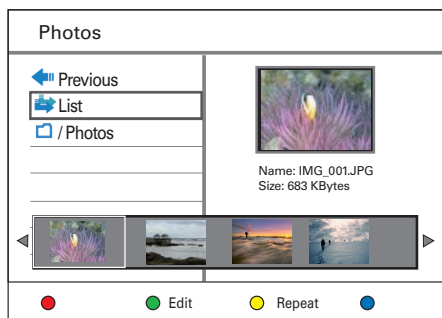 Photos
Previous
List
/ Photos
Name: IMG_001.JPG
Size: 683 KBytes
Edit
Repeat